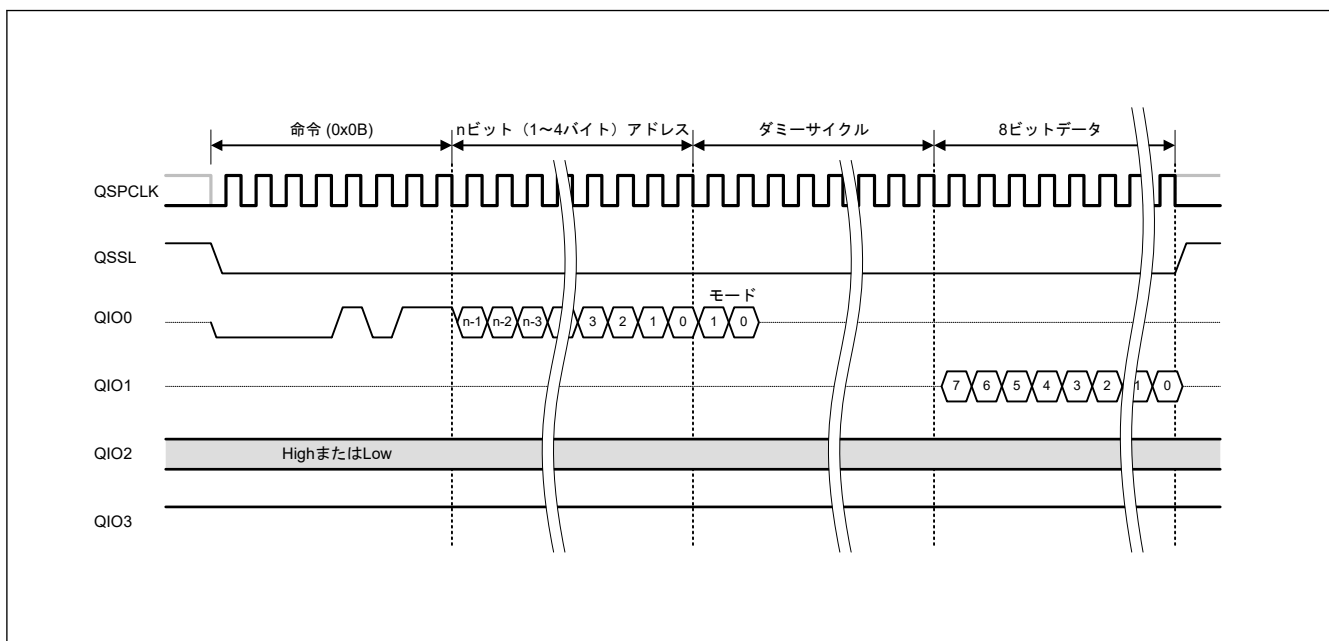 命令 (0x0B)
nビット（1～4バイト）アドレス
ダミーサイクル
8ビットデータ
QSPCLK
QSSL
モード
QIO0
n-1 n-2 n-3 3 2 1 0 1 0
QIO1
7 6 5 4 3 2 1 0
QIO2
HighまたはLow
QIO3